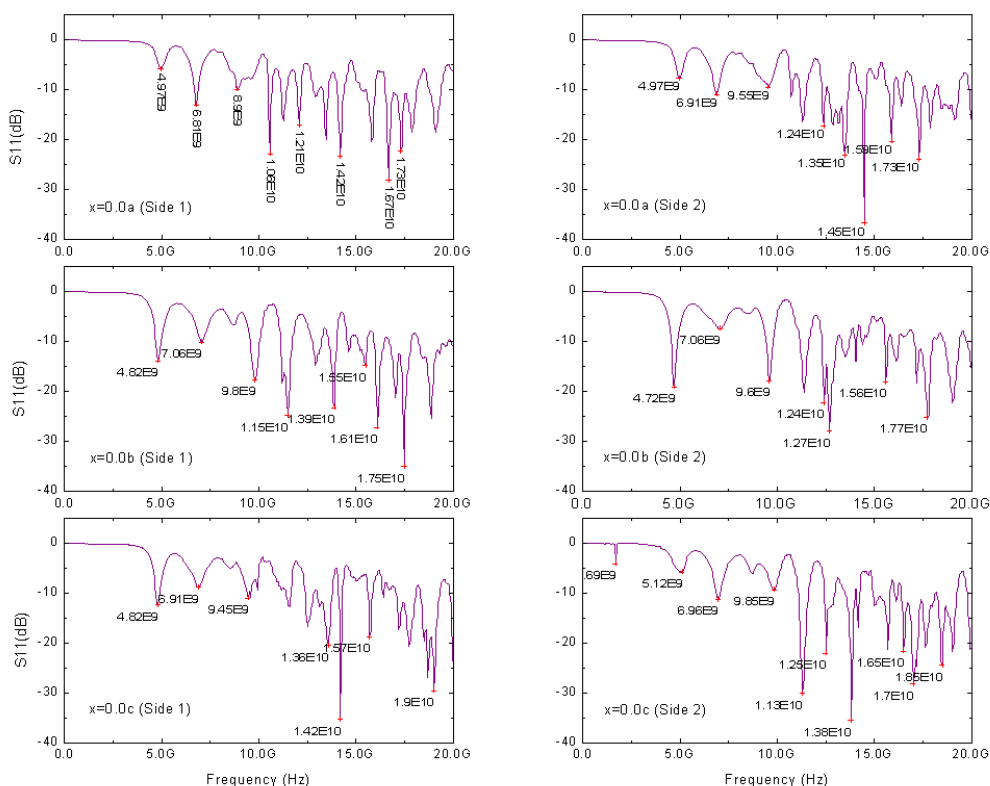 0
-10
-20
-30
-40
S11(dB)
4.97E9
6.81E9
8.9E9
1.06E10
1.21E10
1.42E10
1.67E10
1.73E10
x=0.0a (Side 1)
0.0 5.0G 10.0G 15.0G 20.0G
0
-10
-20
-30
-40
4.97E9
6.91E9
9.55E9
1.24E10
1.35E10
1.45E10
1.59E10
1.73E10
x=0.0a (Side 2)
0.0 5.0G 10.0G 15.0G 20.0G
0
-10
-20
-30
-40
S11(dB)
4.82E9
7.06E9
9.8E9
1.15E10
1.39E10
1.55E10
1.61E10
1.75E10
x=0.0b (Side 1)
0.0 5.0G 10.0G 15.0G 20.0G
0
-10
-20
-30
-40
4.72E9
7.06E9
9.6E9
1.24E10
1.27E10
1.56E10
1.77E10
x=0.0b (Side 2)
0.0 5.0G 10.0G 15.0G 20.0G
0
-10
-20
-30
-40
S11(dB)
4.82E9
6.91E9
9.45E9
1.36E10
1.42E10
1.57E10
1.9E10
x=0.0c (Side 1)
0.0 5.0G 10.0G 15.0G 20.0G
Frequency (Hz)
0
-10
-20
-30
-40
.69E9
5.12E9
6.96E9
9.85E9
1.13E10
1.25E10
1.38E10
1.65E10
1.7E10
1.85E10
x=0.0c (Side 2)
0.0 5.0G 10.0G 15.0G 20.0G
Frequency (Hz)